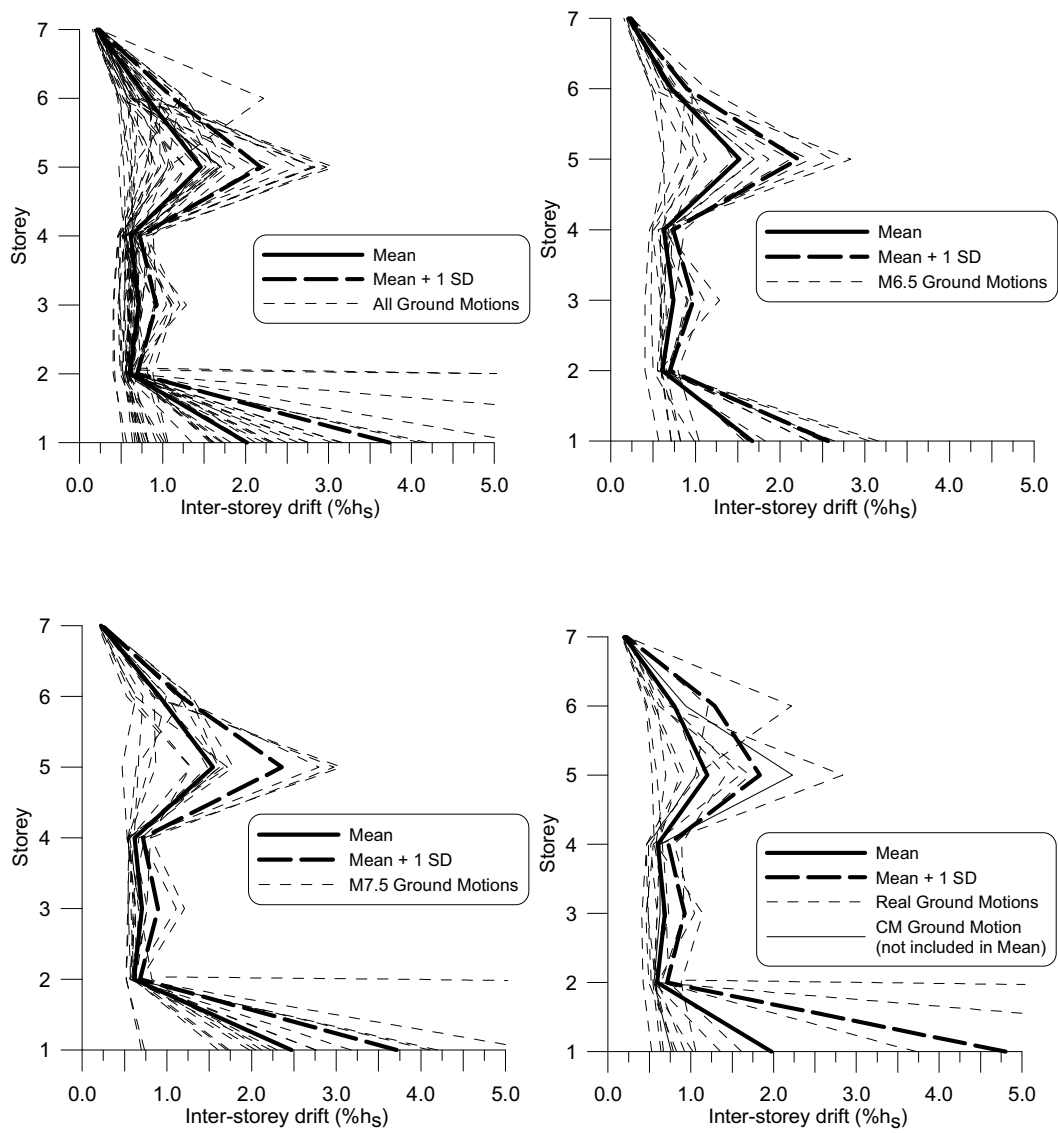 7
6
5
4
3
2
1
Storey
0.0 1.0 2.0 3.0 4.0 5.0
Inter-storey drift (%hS)
Mean
Mean + 1 SD
All Ground Motions
7
6
5
4
3
2
1
Storey
0.0 1.0 2.0 3.0 4.0 5.0
Inter-storey drift (%hS)
Mean
Mean + 1 SD
M6.5 Ground Motions
7
6
5
4
3
2
1
Storey
0.0 1.0 2.0 3.0 4.0 5.0
Inter-storey drift (%hS)
Mean
Mean + 1 SD
M7.5 Ground Motions
7
6
5
4
3
2
1
Storey
0.0 1.0 2.0 3.0 4.0 5.0
Inter-storey drift (%hS)
Mean
Mean + 1 SD
Real Ground Motions
CM Ground Motion
(not included in Mean)